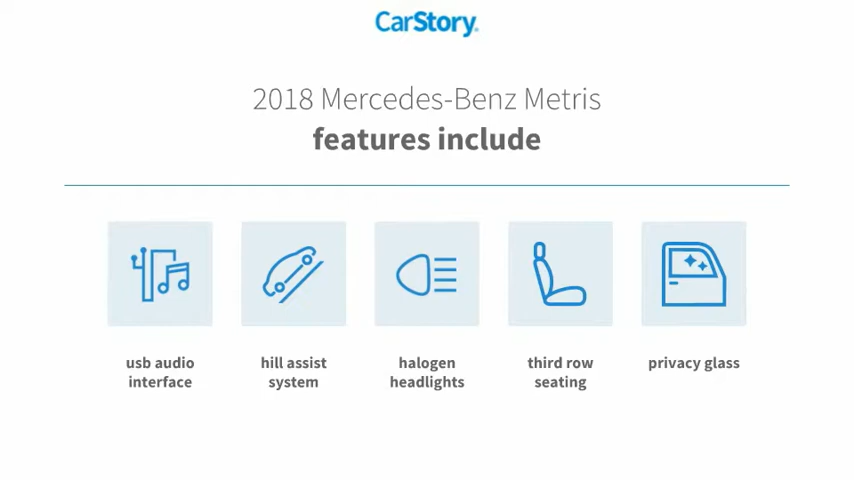 CarStory
2018 Mercedes-Benz Metris
features include
usb audio
interface
hill assist
system
halogen
headlights
third row
seating
privacy glass